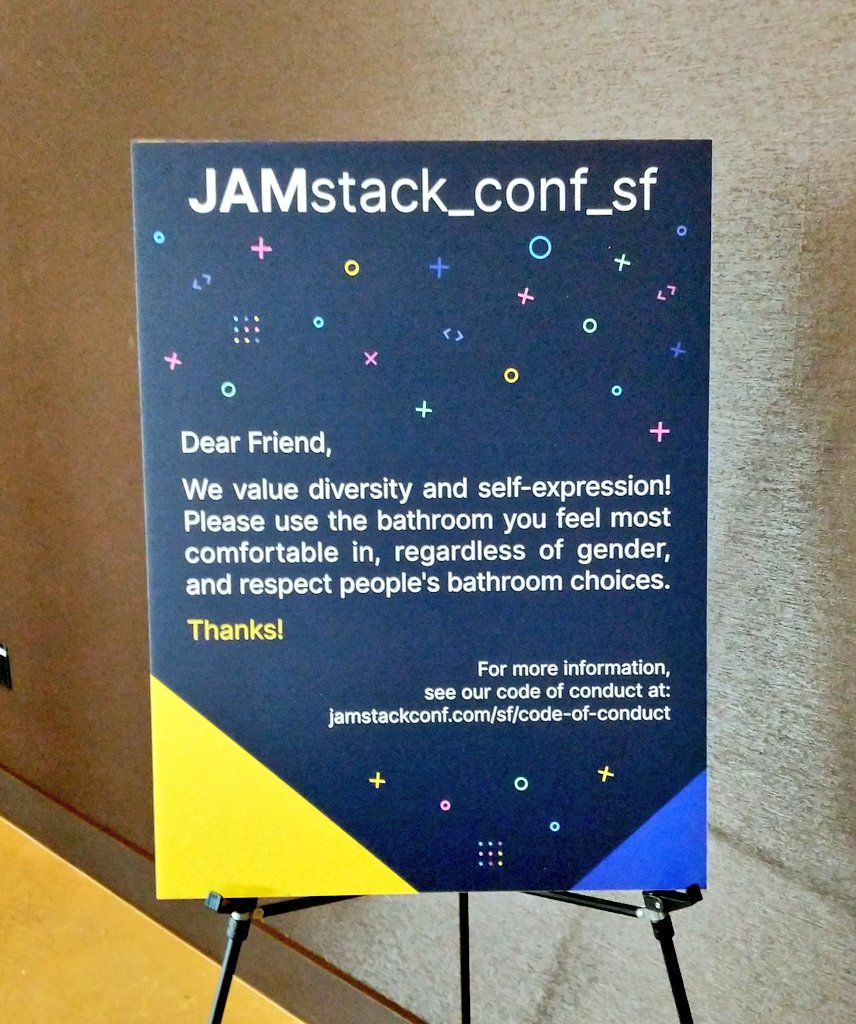 JAMstack_conf_sf
Dear Friend,
We value diversity and self-expression!
Please use the bathroom you feel most
comfortable in, regardless of gender,
and respect people's bathroom choices.
Thanks!
For more information,
see our code of conduct at:
jamstackconf.com/sf/code-of-conduct